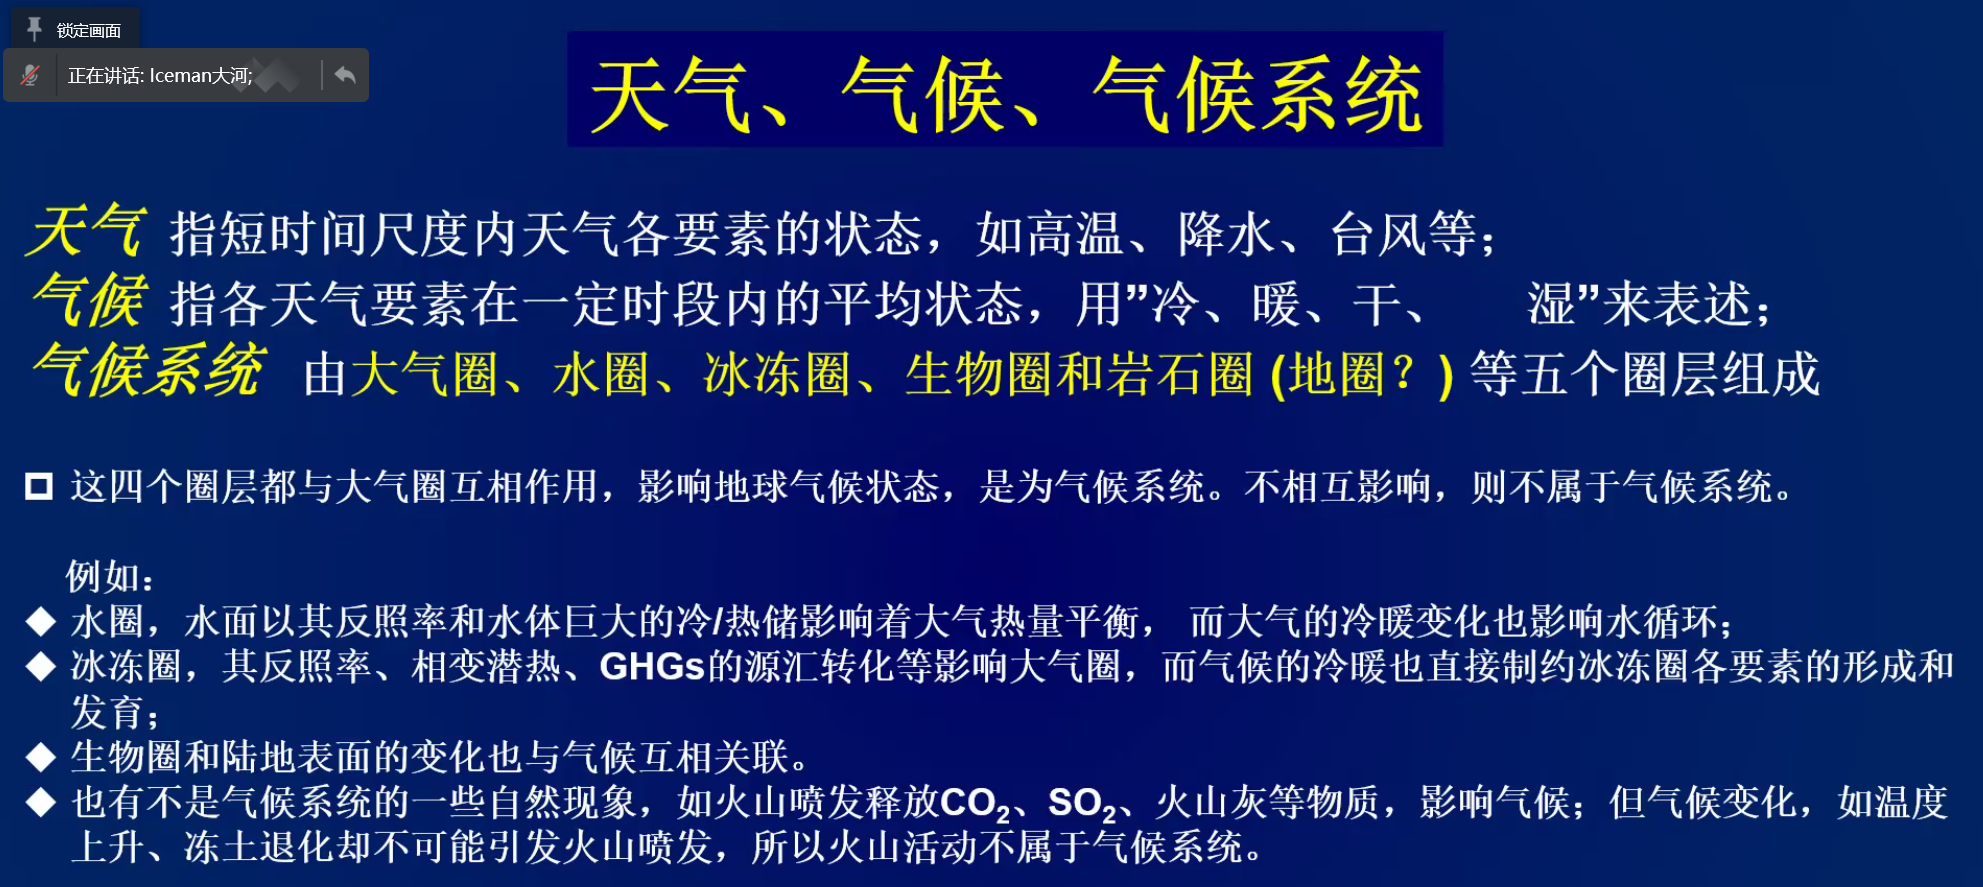 锁定画面
正在讲话: Iceman大河;
天气、气候、气候系统
天气 指短时间尺度内天气各要素的状态，如高温、降水、台风等；
气候 指各天气要素在一定时段内的平均状态，用”冷、暖、干、 湿”来表述；
气候系统 由大气圈、水圈、冰冻圈、生物圈和岩石圈 (地圈？) 等五个圈层组成
这四个圈层都与大气圈互相作用，影响地球气候状态，是为气候系统。不相互影响，则不属于气候系统。
例如：
◆ 水圈，水面以其反照率和水体巨大的冷/热储影响着大气热量平衡， 而大气的冷暖变化也影响水循环；
◆ 冰冻圈，其反照率、相变潜热、GHGs的源汇转化等影响大气圈，而气候的冷暖也直接制约冰冻圈各要素的形成和
发育；
◆ 生物圈和陆地表面的变化也与气候互相关联。
◆ 也有不是气候系统的一些自然现象，如火山喷发释放CO₂、SO₂、火山灰等物质，影响气候；但气候变化，如温度
上升、冻土退化却不可能引发火山喷发，所以火山活动不属于气候系统。